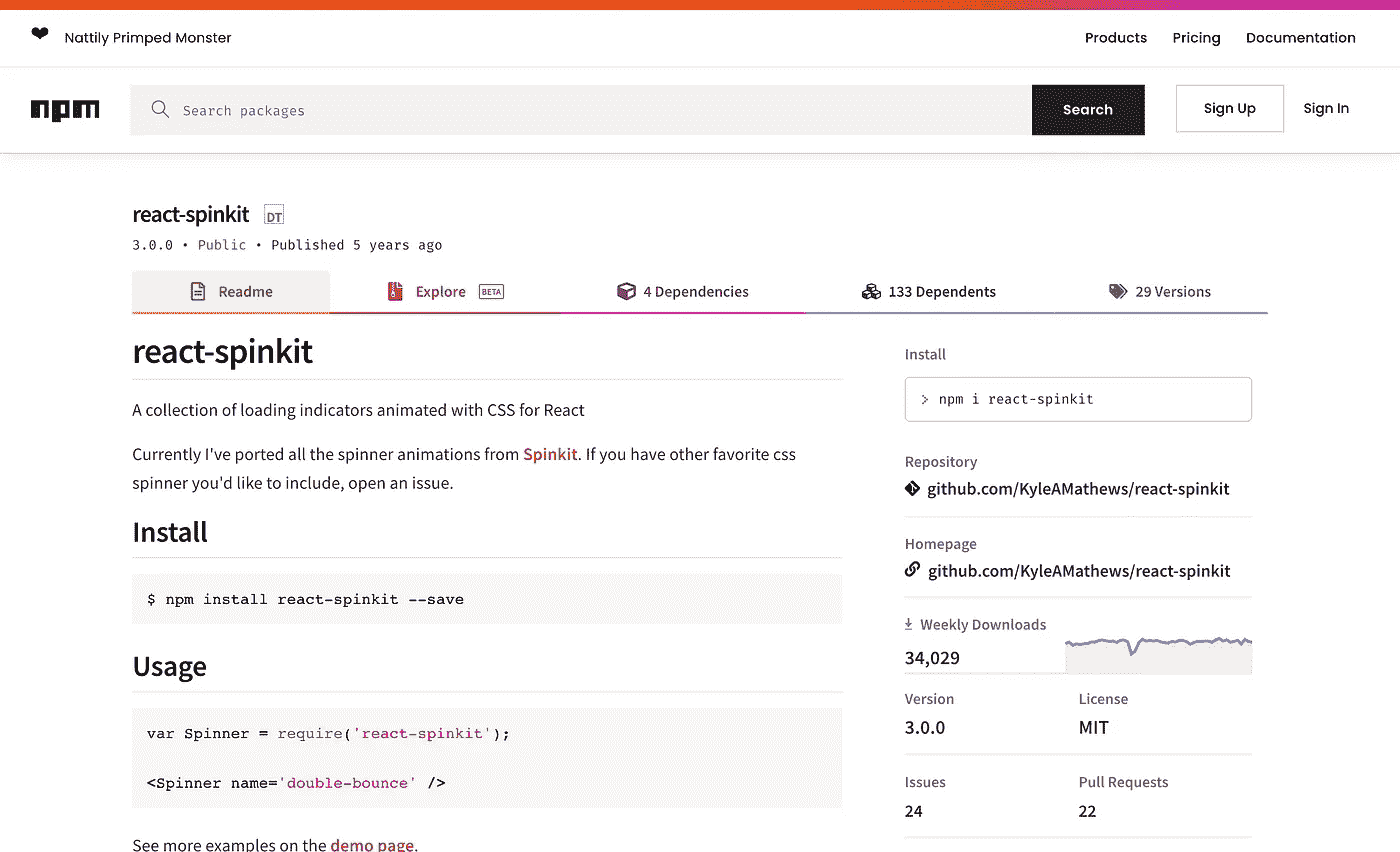 Nattily Primped Monster
Products Pricing Documentation
npm
Search packages
Search
Sign Up
Sign In
react-spinkit DT
3.0.0 • Public • Published 5 years ago
Readme
Explore BETA
4 Dependencies
133 Dependents
29 Versions
react-spinkit
A collection of loading indicators animated with CSS for React
Currently I've ported all the spinner animations from Spinkit. If you have other favorite css
spinner you'd like to include, open an issue.
Install
$ npm install react-spinkit --save
Usage
var Spinner = require('react-spinkit');
<Spinner name='double-bounce' />
See more examples on the demo page.
Install
> npm i react-spinkit
Repository
github.com/KyleAMathews/react-spinkit
Homepage
github.com/KyleAMathews/react-spinkit
Weekly Downloads
34,029
Version License
3.0.0 MIT
Issues Pull Requests
24 22